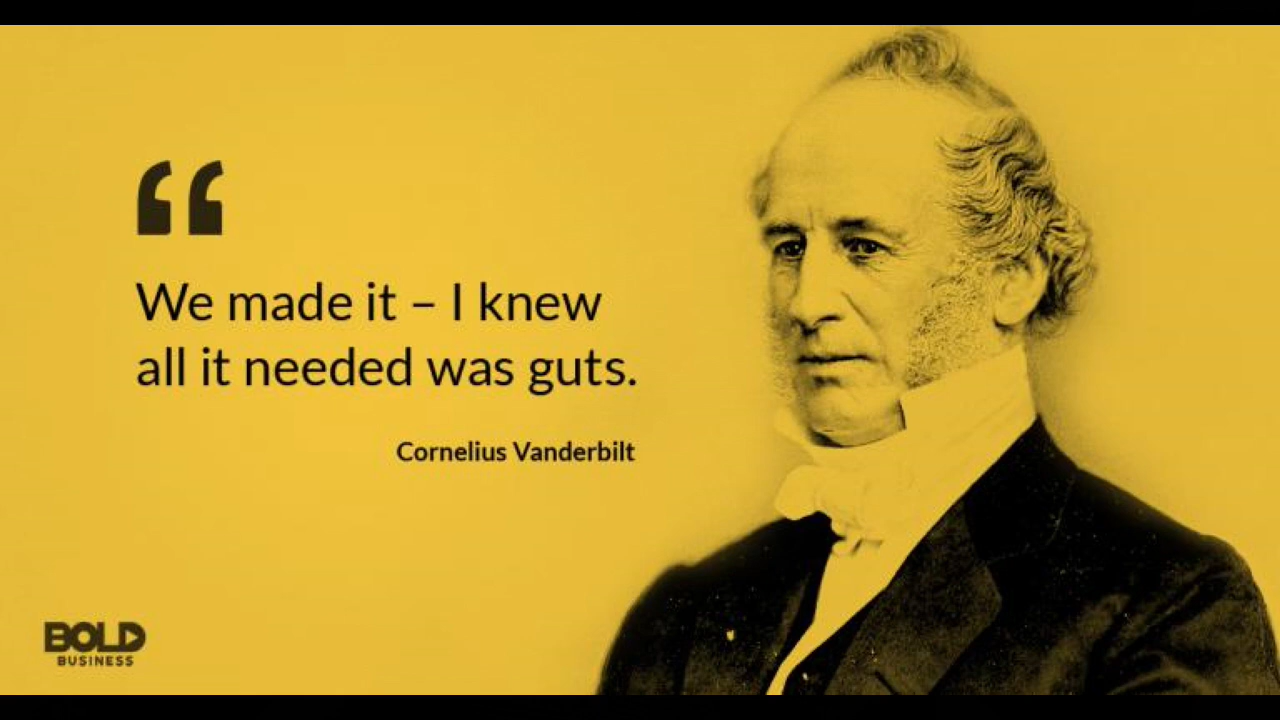 “
We made it – I knew
all it needed was guts.
Cornelius Vanderbilt
BOLD
BUSINESS